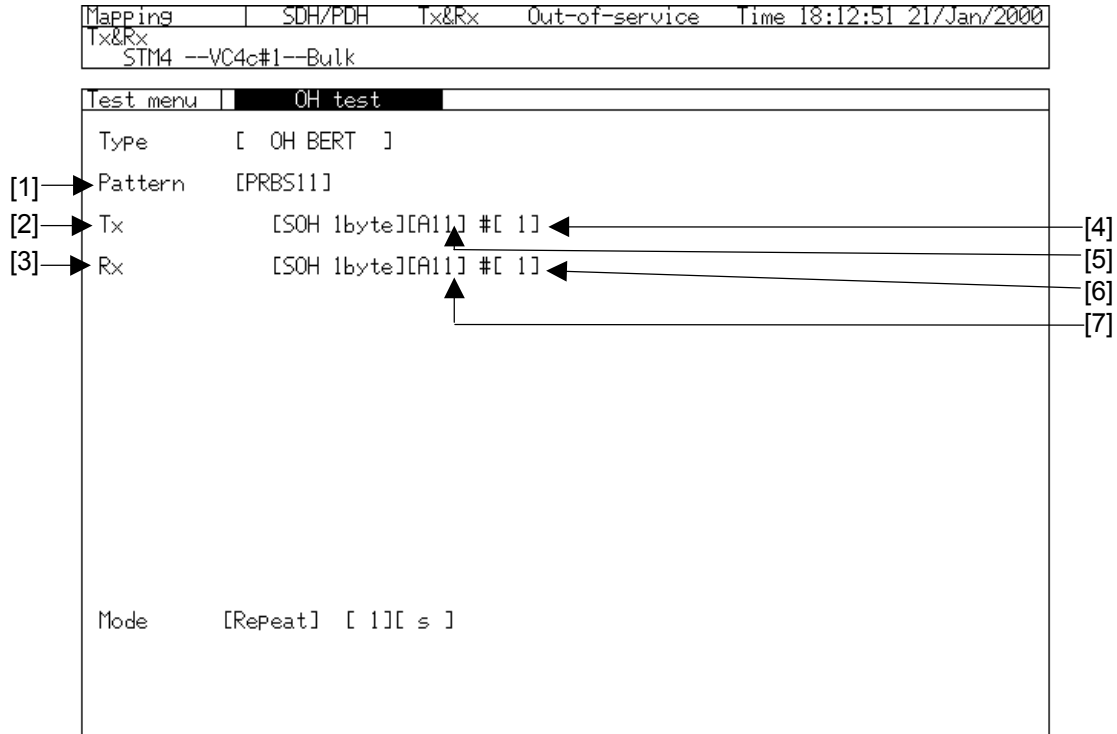 Mapping SDH/PDH Tx&Rx Out-of-service Time 18:12:51 21/Jan/2000
Tx&Rx
STM4 --VC4c#1--Bulk
Test menu OH test
Type [ OH BERT ]
[1] Pattern [PRBS11]
[2] Tx [SOH 1byte][A11] #[ 1] [4]
[5]
[3] Rx [SOH 1byte][A11] #[ 1]
[6]
[7]
Mode [Repeat] [ 1][ s ]